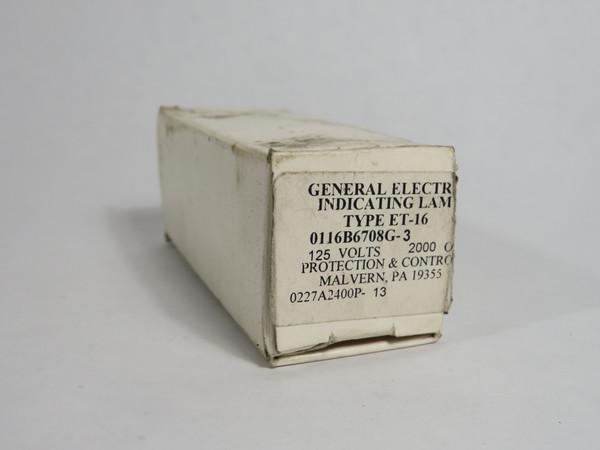 GENERAL ELECTR
INDICATING LAM
TYPE ET-16
0116B6708G-3
125 VOLTS 2000 O
PROTECTION & CONTRO
MALVERN, PA 19355
0227A2400P- 13